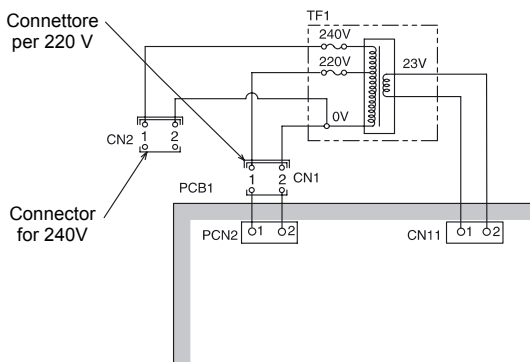 Connettore
per 220 V
TF1
240V
220V
23V
0V
1 2
CN2
1 2
CN1
PCB1
Connector
for 240V
PCN2
1 2
CN11
1 2